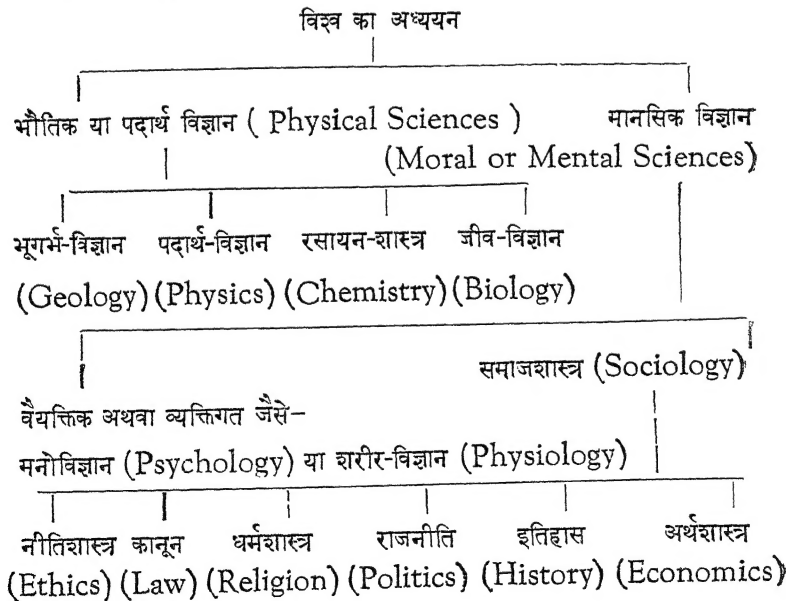 विश्व का अध्ययन
भौतिक या पदार्थ विज्ञान ( Physical Sciences ) मानसिक विज्ञान
(Moral or Mental Sciences)
भूगर्भ-विज्ञान पदार्थ-विज्ञान रसायन-शास्त्र जीव-विज्ञान
(Geology) (Physics) (Chemistry) (Biology)
समाजशास्त्र (Sociology)
वैयक्तिक अथवा व्यक्तिगत जैसे-
मनोविज्ञान (Psychology) या शरीर-विज्ञान (Physiology)
नीतिशास्त्र कानून धर्मशास्त्र राजनीति इतिहास अर्थशास्त्र
(Ethics) (Law) (Religion) (Politics) (History) (Economics)